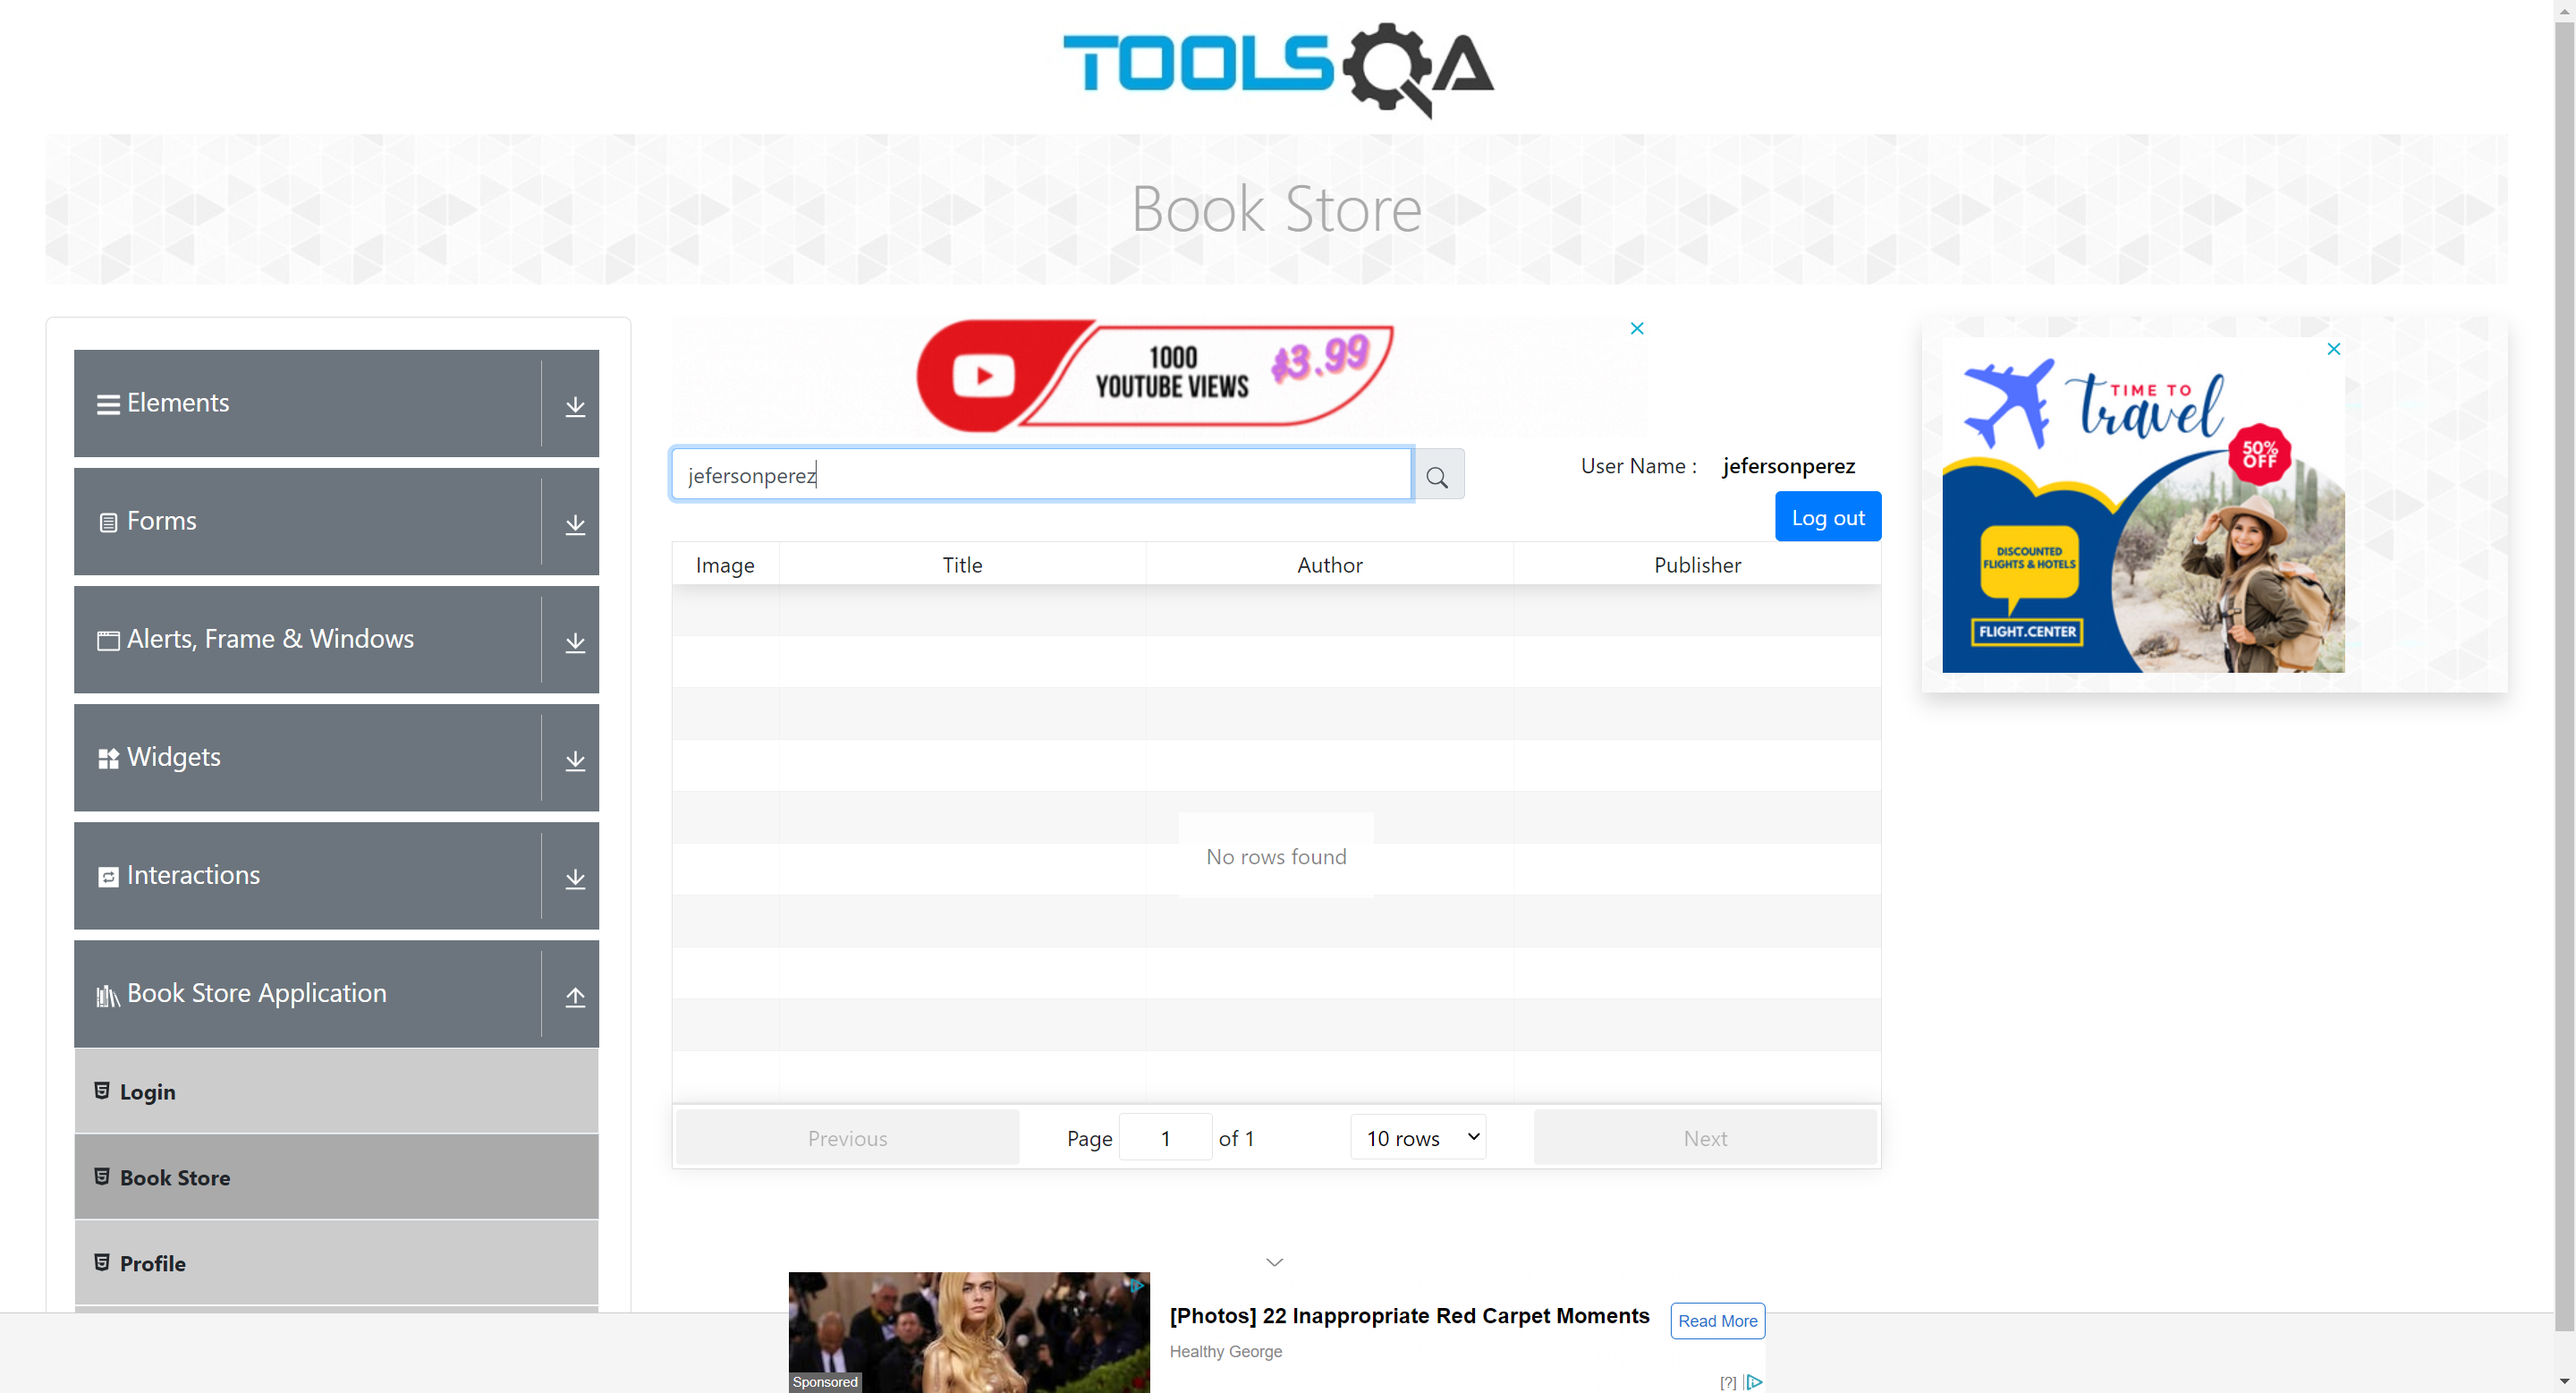 TOOLSQA
Book Store
Elements
Forms
Alerts, Frame & Windows
Widgets
Interactions
Book Store Application
Login
Book Store
Profile
1000
YOUTUBE VIEWS
$3.99
jefersonperez
User Name : jefersonperez
Log out
Image Title Author Publisher
No rows found
Previous Page 1 of 1 10 rows Next
TIME TO
travel
50%
OFF
DISCOUNTED
FLIGHTS & HOTELS
FLIGHT.CENTER
[Photos] 22 Inappropriate Red Carpet Moments
Read More
Healthy George
Sponsored
[?]